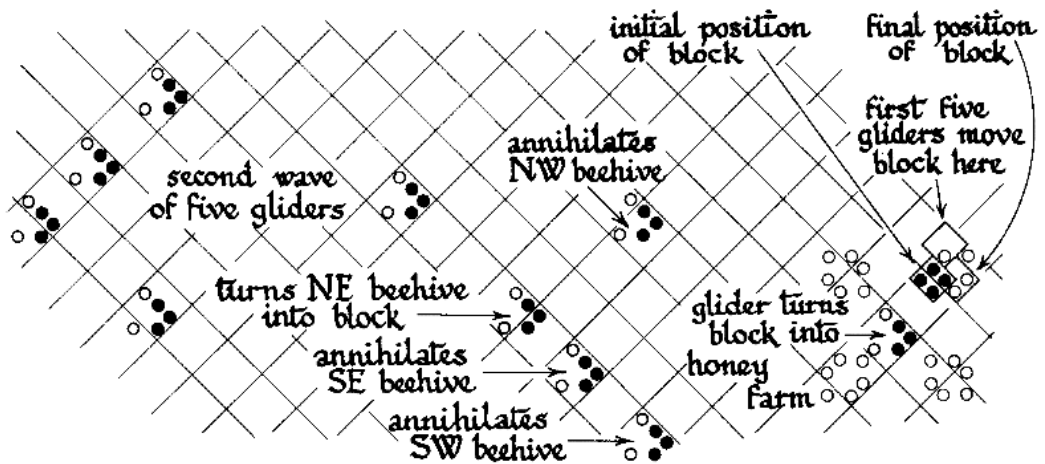 initial position
of block
final position
of block
first five
gliders move
block here
annihilates
NW beehive
second wave
of five gliders
turns NE beehive
into block
glider turns
block into
honey
farm
annihilates
SE beehive
annihilates
SW beehive